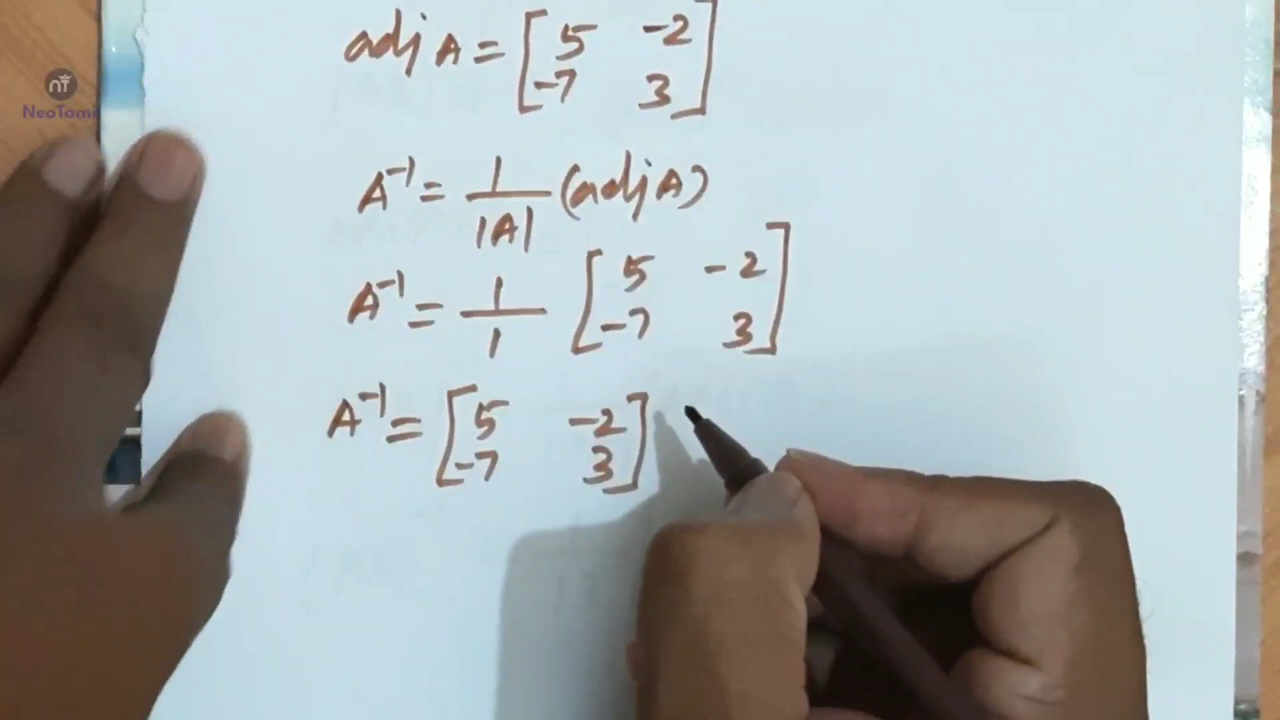 NeoTami
adj A = [5 -2
-7 3]
A⁻¹ = 1/|A| (adj A)
A⁻¹ = 1/1 [5 -2
-7 3]
A⁻¹ = [5 -2
-7 3]